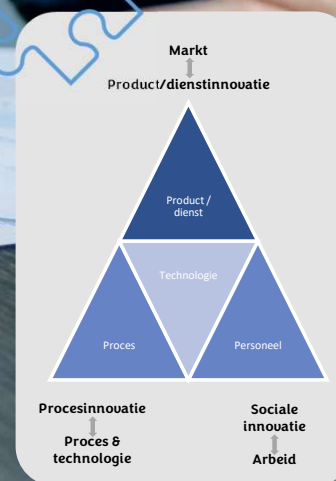 Markt
Product/dienstinnovatie
Product /
dienst
Technologie
Proces
Personeel
Procesinnovatie
Proces &
technologie
Sociale
innovatie
Arbeid